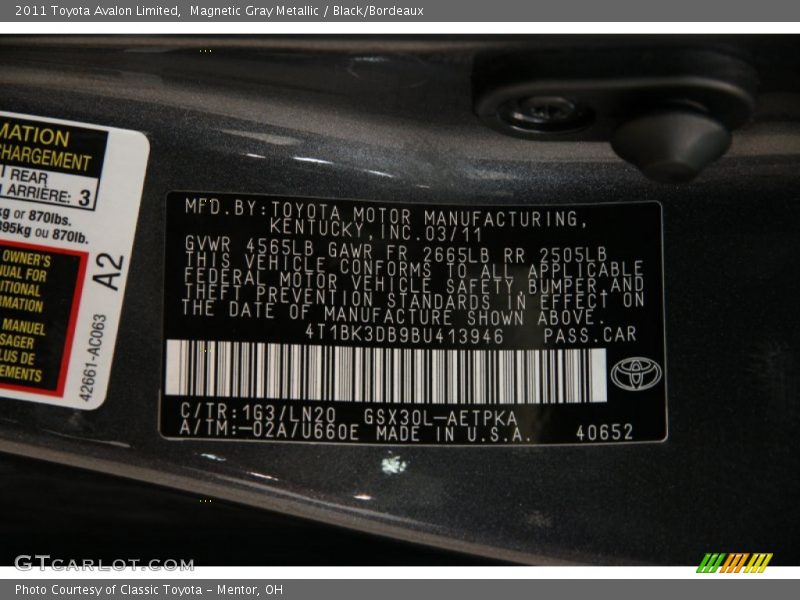 2011 Toyota Avalon Limited,  Magnetic Gray Metallic / Black/Bordeaux
MATION
CHARGEMENT
REAR
ARRIERE: 3
kg or 870lbs.
395kg ou 870lb.
OWNER'S
NUAL FOR
DITIONAL
RMATION
MANUEL
SAGER
LUS DE
EMENTS
A2
42661-AC063
MFD.BY:TOYOTA MOTOR MANUFACTURING,
KENTUCKY,INC.03/11
GVWR 4565LB GAWR FR 2665LB RR 2505LB
THIS VEHICLE CONFORMS TO ALL APPLICABLE
FEDERAL MOTOR VEHICLE SAFETY,BUMPER,AND
THEFT PREVENTION STANDARDS IN EFFECT ON
THE DATE OF MANUFACTURE SHOWN ABOVE.
4T1BK3DB9BU413946 PASS.CAR
C/TR:1G3/LN20 GSX30L-AETPKA
A/TM:-02A/U660E MADE IN U.S.A. 40652
GTCARLOT.COM
Photo Courtesy of Classic Toyota - Mentor, OH